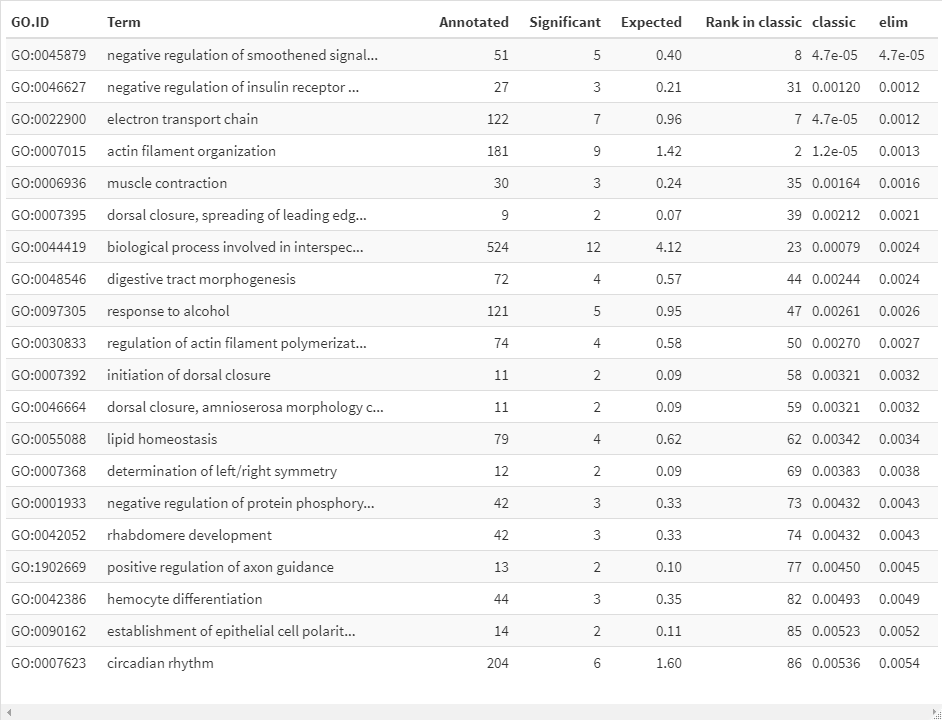 GO.ID Term Annotated Significant Expected Rank in classic classic elim
GO:0045879 negative regulation of smoothened signal... 51 5 0.40 8 4.7e-05 4.7e-05
GO:0046627 negative regulation of insulin receptor ... 27 3 0.21 31 0.00120 0.0012
GO:0022900 electron transport chain 122 7 0.96 7 4.7e-05 0.0012
GO:0007015 actin filament organization 181 9 1.42 2 1.2e-05 0.0013
GO:0006936 muscle contraction 30 3 0.24 35 0.00164 0.0016
GO:0007395 dorsal closure, spreading of leading edg... 9 2 0.07 39 0.00212 0.0021
GO:0044419 biological process involved in interspec... 524 12 4.12 23 0.00079 0.0024
GO:0048546 digestive tract morphogenesis 72 4 0.57 44 0.00244 0.0024
GO:0097305 response to alcohol 121 5 0.95 47 0.00261 0.0026
GO:0030833 regulation of actin filament polymerizat... 74 4 0.58 50 0.00270 0.0027
GO:0007392 initiation of dorsal closure 11 2 0.09 58 0.00321 0.0032
GO:0046664 dorsal closure, amnioserosa morphology c... 11 2 0.09 59 0.00321 0.0032
GO:0055088 lipid homeostasis 79 4 0.62 62 0.00342 0.0034
GO:0007368 determination of left/right symmetry 12 2 0.09 69 0.00383 0.0038
GO:0001933 negative regulation of protein phosphory... 42 3 0.33 73 0.00432 0.0043
GO:0042052 rhabdomere development 42 3 0.33 74 0.00432 0.0043
GO:1902669 positive regulation of axon guidance 13 2 0.10 77 0.00450 0.0045
GO:0042386 hemocyte differentiation 44 3 0.35 82 0.00493 0.0049
GO:0090162 establishment of epithelial cell polarit... 14 2 0.11 85 0.00523 0.0052
GO:0007623 circadian rhythm 204 6 1.60 86 0.00536 0.0054